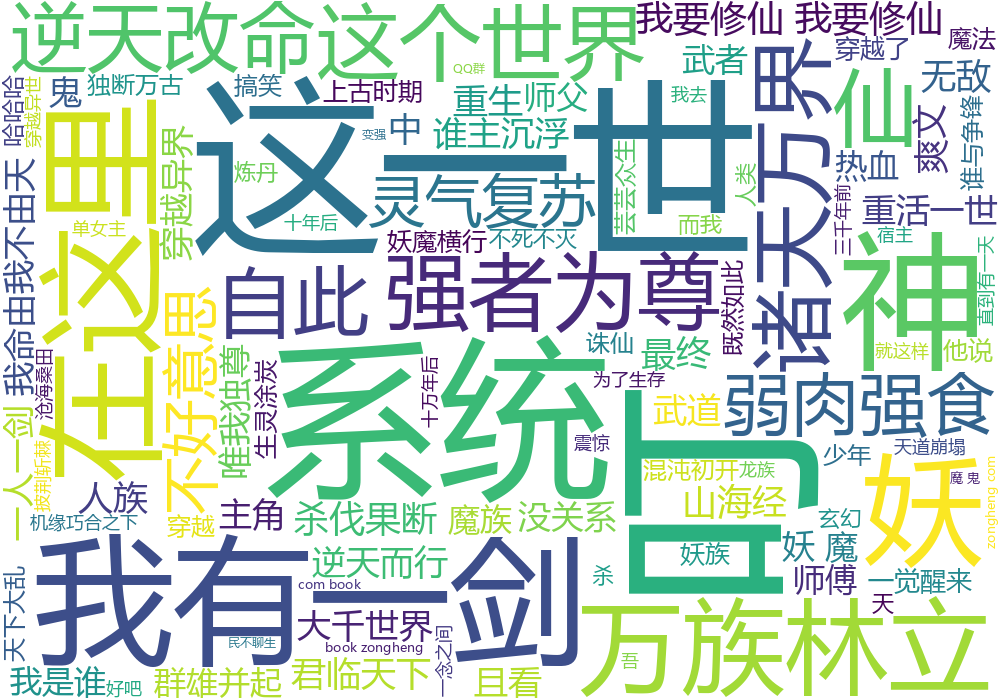 逆天改命
这个世界
我要修仙
我要修仙
魔法
穿越了
武者
无敌
QQ群
哈哈哈
穿越异世
鬼
独断万古
搞笑
上古时期
重生
师父
我去
诸天万界
仙
爽文
谁与争锋
在这里
这一世
变强
中
谁主沉浮
芸芸众生
人类
热血
穿越异界
炼丹
灵气复苏
三千年前
重活一世
我命由我不由天
单女主
十年后
妖魔横行
不死不灭
而我
宿主
直到有一天
自此
强者为尊
既然如此
神
沧海桑田
不好意思
唯我独尊
生灵涂炭
系统
十万年后
诛仙
最终
就这样
他说
为了生存
弱肉强食
一人一剑
披荆斩棘
武道
叩
震惊
混沌初开
龙族
少年
天道崩塌
妖
魔 鬼
zongheng com
人族
主角
杀伐果断
魔族
没关系
山海经
机缘巧合之下
穿越
玄幻
我有一剑
逆天而行
妖族
妖 魔
com book
杀
师傅
一觉醒来
天
天下大乱
大千世界
民不聊生
book zongheng
一念之间
万族林立
吾
我是谁
好吧
群雄并起
君临天下
且看